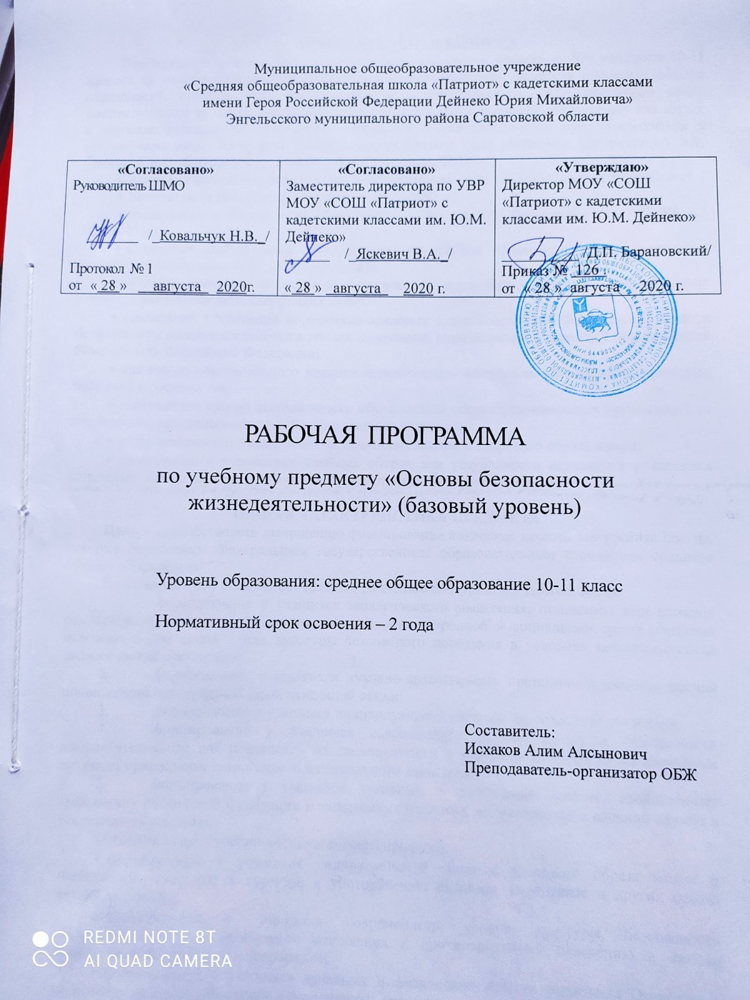 Муниципальное общеобразовательное учреждение
«Средняя общеобразовательная школа «Патриот» с кадетскими классами
имени Героя Российской Федерации Дейнеко Юрия Михайловича»
Энгельсского муниципального района Саратовской области
«Согласовано»
Руководитель ШМО
/ Ковальчук Н.В. /
Протокол № 1
от « 28 » августа 2020г.
«Согласовано»
Заместитель директора по УВР
МОУ «СОШ «Патриот» с
кадетскими классами им. Ю.М.
Дейнеко»
/ Яскевич В.А. /
« 28 » августа 2020 г.
«Утверждаю»
Директор МОУ «СОШ
«Патриот» с кадетскими
классами им. Ю.М. Дейнеко»
/Д.П. Барановский/
Приказ № 126 .
от « 28 » августа 2020 г.
ИНН 6449036412
РАБОЧАЯ ПРОГРАММА
по учебному предмету «Основы безопасности
жизнедеятельности» (базовый уровень)
Уровень образования: среднее общее образование 10-11 класс
Нормативный срок освоения – 2 года
Составитель:
Исхаков Алим Алсынович
Преподаватель-организатор ОБЖ
REDMI NOTE 8T
AI QUAD CAMERA